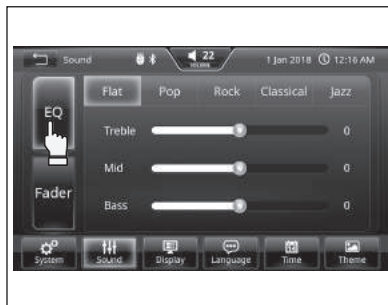 Sound 22 VOLUME 1 Jan 2018 12:16 AM
EQ
Flat Pop Rock Classical Jazz
Treble 0
Mid 0
Fader
Bass 0
System Sound Display Language Time Theme